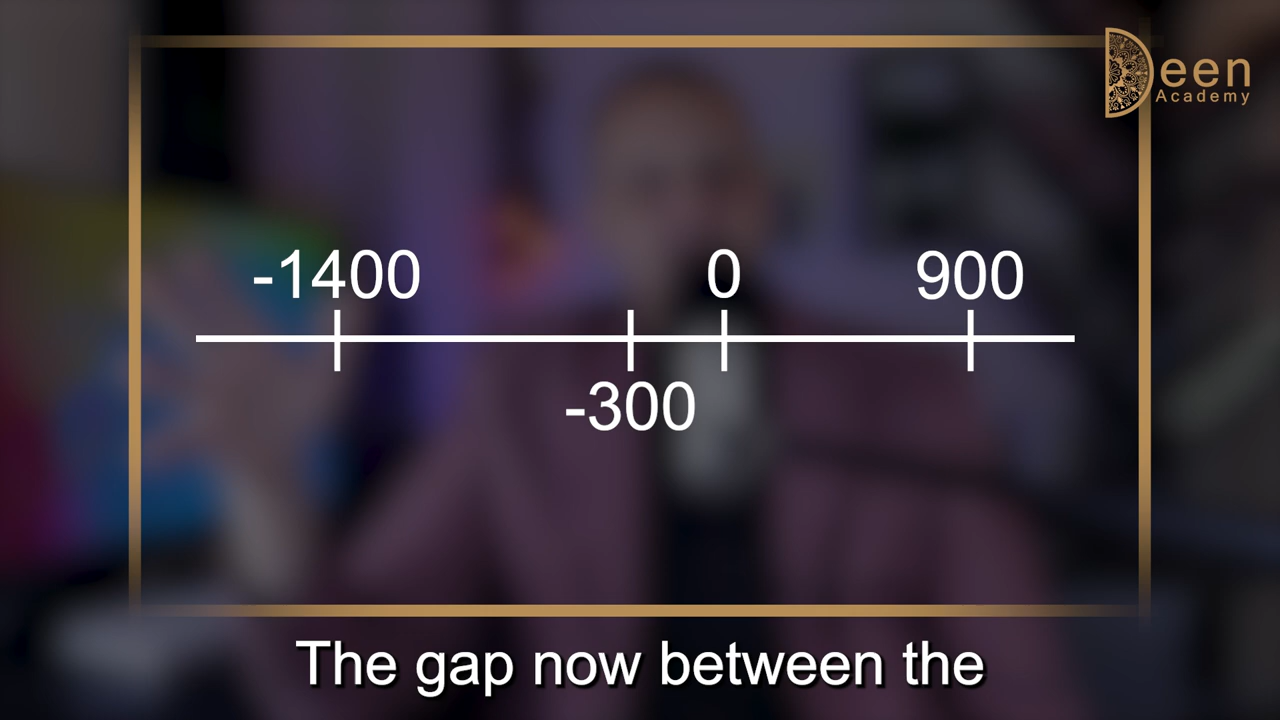 Deen
Academy
-1400 0 900
-300
The gap now between the